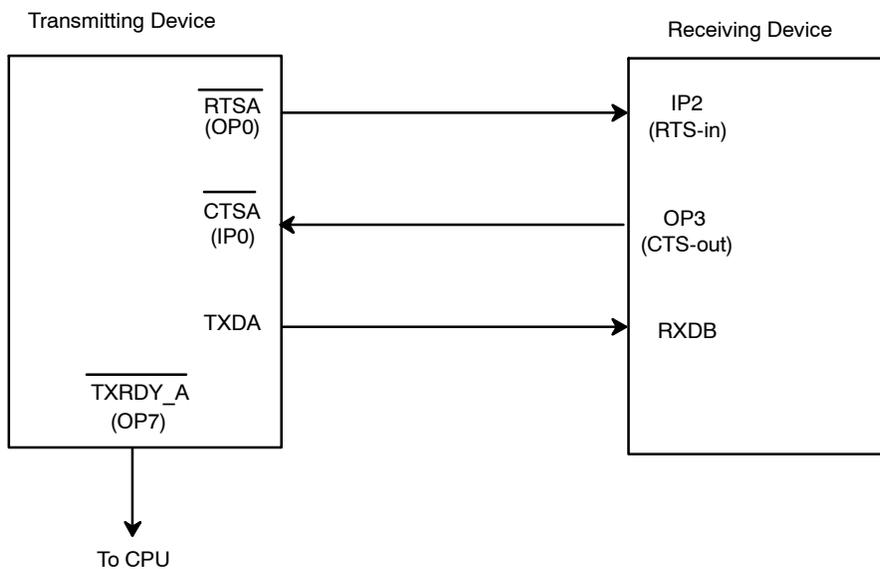 Transmitting Device
Receiving Device
RTSA
(OP0)
IP2
(RTS-in)
CTSA
(IP0)
OP3
(CTS-out)
TXDA
RXDB
TXRDY_A
(OP7)
To CPU